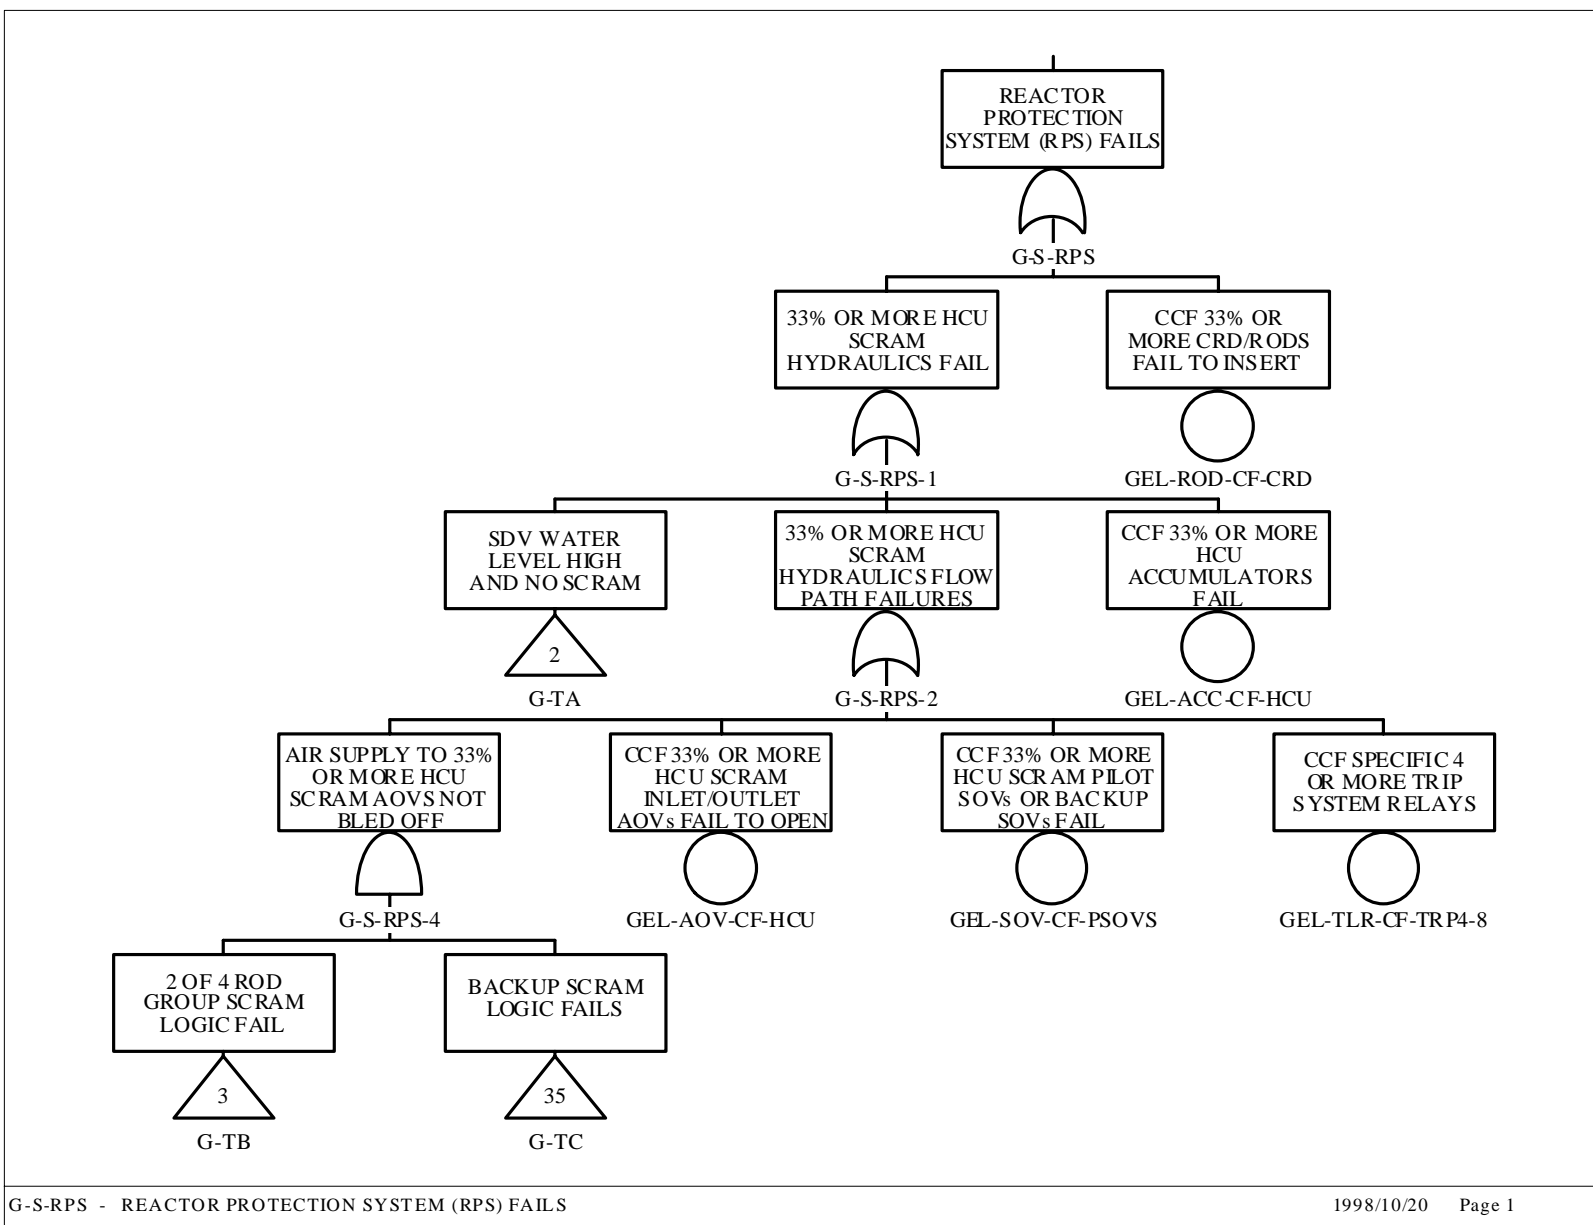 REACTOR
PROTECTION
SYSTEM (RPS) FAILS
G-S-RPS
33% OR MORE HCU
SCRAM
HYDRAULICS FAIL
G-S-RPS-1
CCF 33% OR
MORE CRD/RODS
FAIL TO INSERT
GEL-ROD-CF-CRD
SDV WATER
LEVEL HIGH
AND NO SCRAM
2
G-TA
33% OR MORE HCU
SCRAM
HYDRAULICS FLOW
PATH FAILURES
G-S-RPS-2
CCF 33% OR MORE
HCU
ACCUMULATORS
FAIL
GEL-ACC-CF-HCU
AIR SUPPLY TO 33%
OR MORE HCU
SCRAM AOVS NOT
BLED OFF
G-S-RPS-4
CCF 33% OR MORE
HCU SCRAM
INLET/OUTLET
AOVs FAIL TO OPEN
GEL-AOV-CF-HCU
CCF 33% OR MORE
HCU SCRAM PILOT
SOVs OR BACKUP
SOVs FAIL
GEL-SOV-CF-PSOVS
CCF SPECIFIC 4
OR MORE TRIP
SYSTEM RELAYS
GEL-TLR-CF-TRP4-8
2 OF 4 ROD
GROUP SCRAM
LOGIC FAIL
3
G-TB
BACKUP SCRAM
LOGIC FAILS
35
G-TC
G-S-RPS - REACTOR PROTECTION SYSTEM (RPS) FAILS
1998/10/20 Page 1